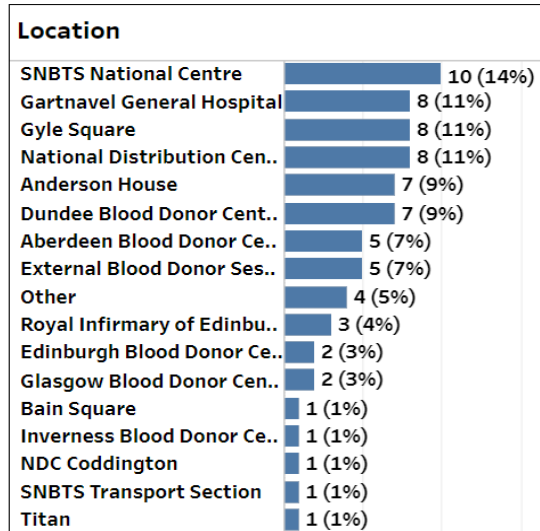 Location
SNBTS National Centre 10 (14%)
Gartnavel General Hospital 8 (11%)
Gyle Square 8 (11%)
National Distribution Cen.. 8 (11%)
Anderson House 7 (9%)
Dundee Blood Donor Cent.. 7 (9%)
Aberdeen Blood Donor Ce.. 5 (7%)
External Blood Donor Ses.. 5 (7%)
Other 4 (5%)
Royal Infirmary of Edinbu.. 3 (4%)
Edinburgh Blood Donor Ce.. 2 (3%)
Glasgow Blood Donor Cen.. 2 (3%)
Bain Square 1 (1%)
Inverness Blood Donor Ce.. 1 (1%)
NDC Coddington 1 (1%)
SNBTS Transport Section 1 (1%)
Titan 1 (1%)